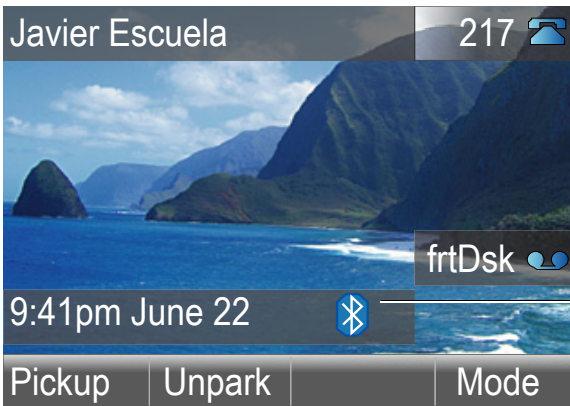 Javier Escuela
217
frtDsk
9:41pm June 22
Pickup Unpark Mode